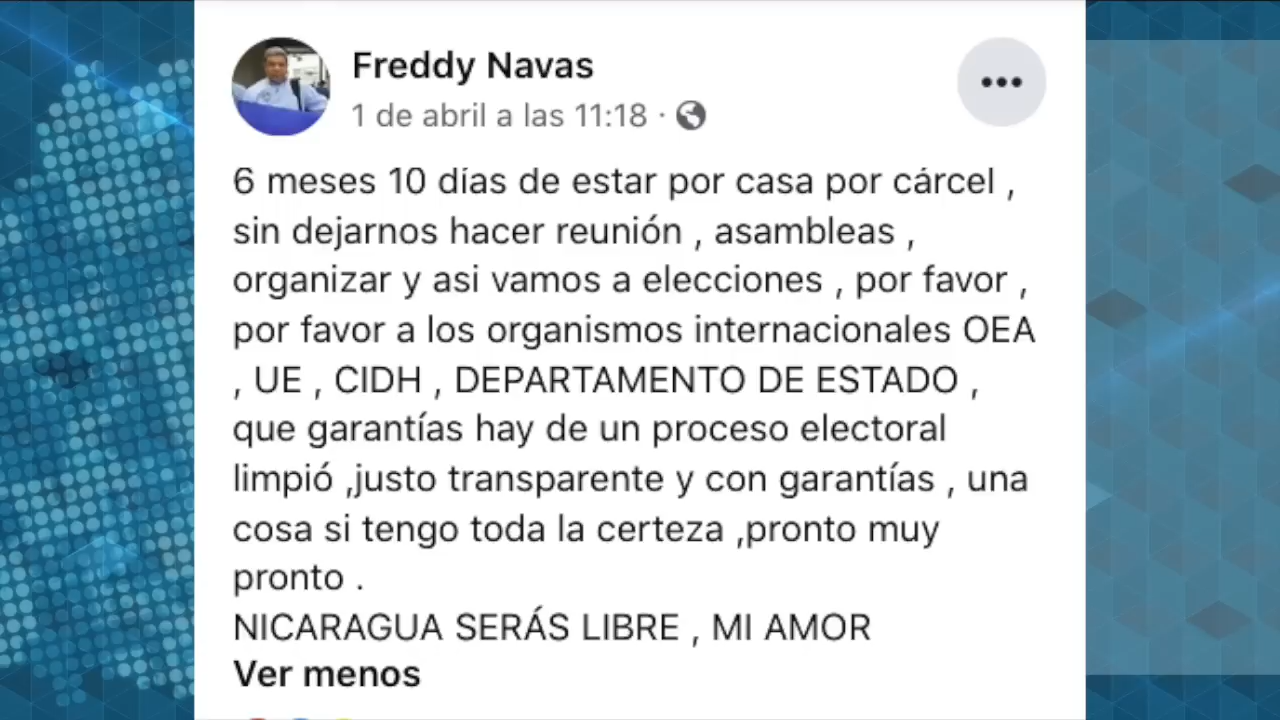 Freddy Navas
1 de abril a las 11:18 ·
6 meses 10 días de estar por casa por cárcel ,
sin dejarnos hacer reunión , asambleas ,
organizar y asi vamos a elecciones , por favor ,
por favor a los organismos internacionales OEA
, UE , CIDH , DEPARTAMENTO DE ESTADO ,
que garantías hay de un proceso electoral
limpió ,justo transparente y con garantías , una
cosa si tengo toda la certeza ,pronto muy
pronto .
NICARAGUA SERÁS LIBRE , MI AMOR
Ver menos